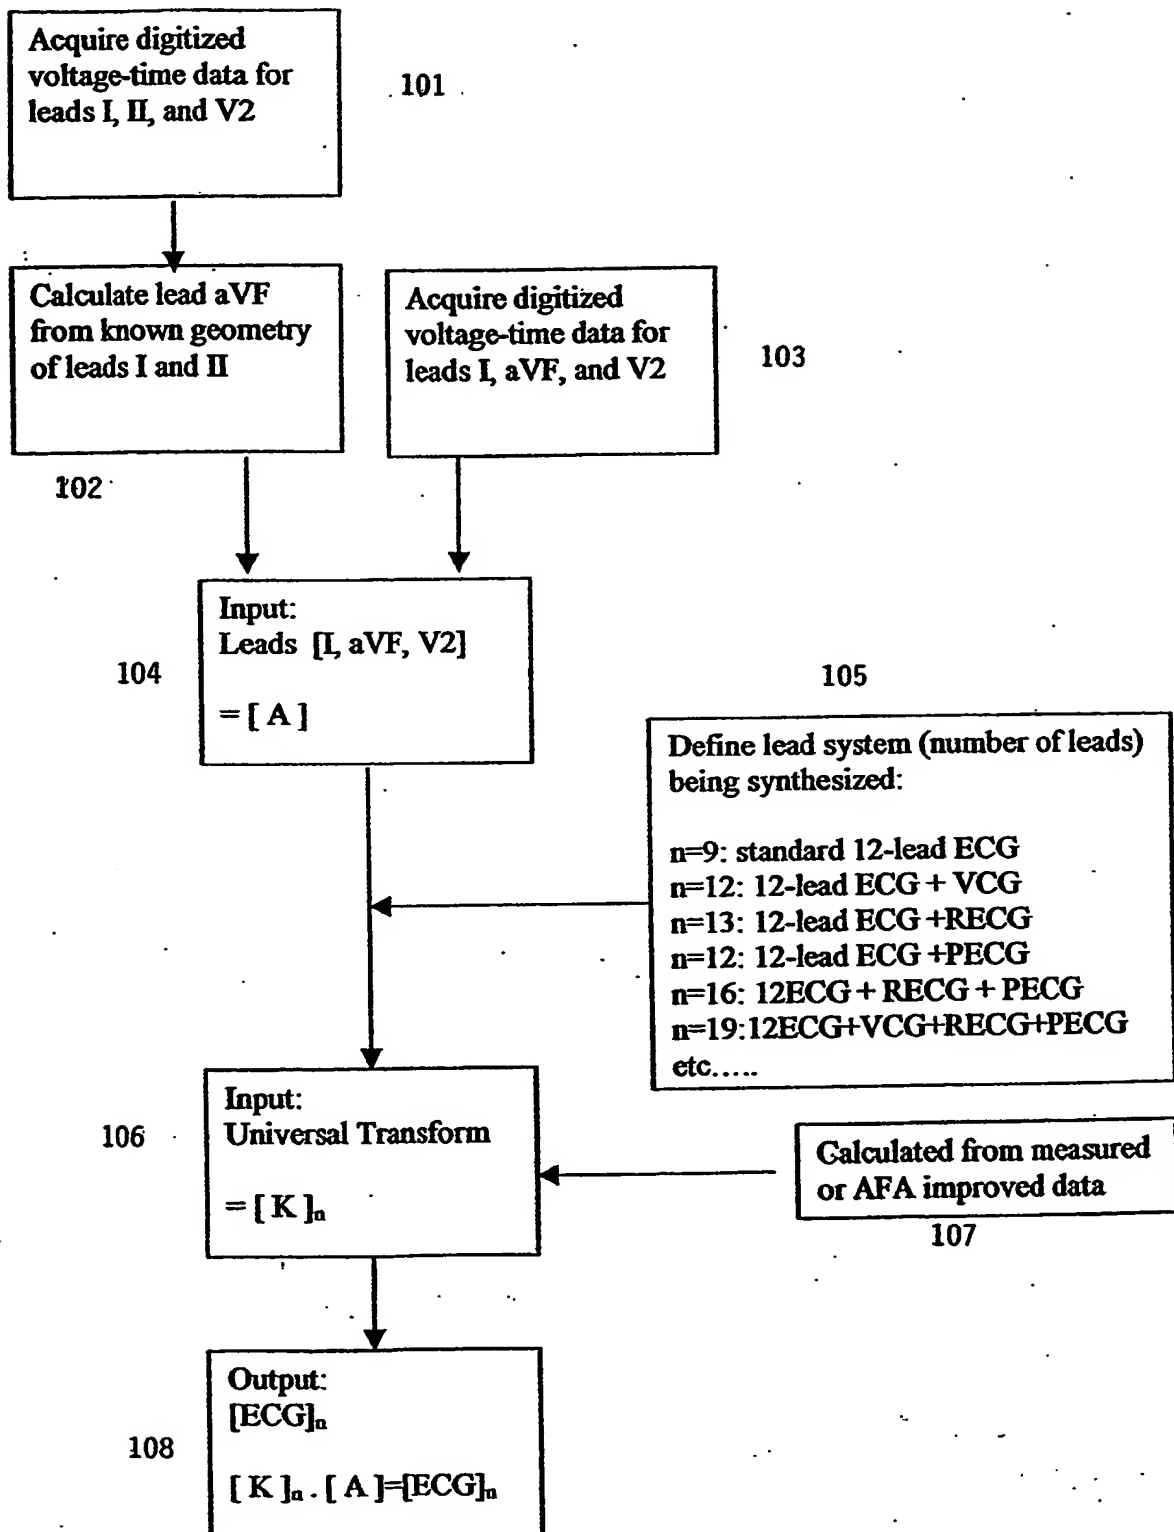 Acquire digitized
voltage-time data for
leads I, II, and V2
101
Calculate lead aVF
from known geometry
of leads I and II
102
Acquire digitized
voltage-time data for
leads I, aVF, and V2
103
Input:
Leads [I, aVF, V2]
= [ A ]
104
105
Define lead system (number of leads)
being synthesized:
n=9: standard 12-lead ECG
n=12: 12-lead ECG + VCG
n=13: 12-lead ECG +RECG
n=12: 12-lead ECG +PECG
n=16: 12ECG + RECG + PECG
n=19:12ECG+VCG+RECG+PECG
etc.....
Input:
Universal Transform
= [ K ]n
106
Calculated from measured
or AFA improved data
107
Output:
[ECG]n
[ K ]n . [ A ]=[ECG]n
108